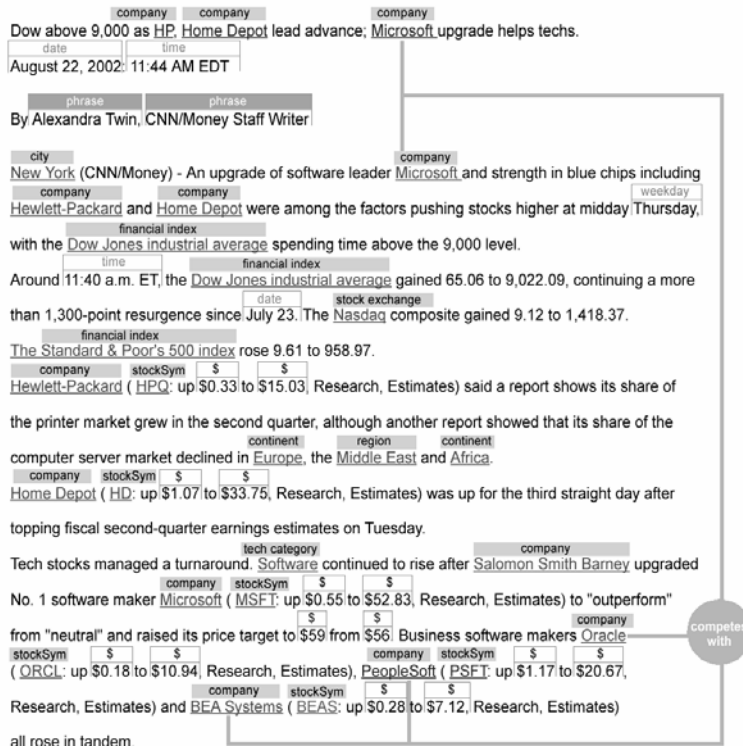 company company company
Dow above 9,000 as HP, Home Depot lead advance; Microsoft upgrade helps techs.
date time
August 22, 2002: 11:44 AM EDT
phrase phrase
By Alexandra Twin, CNN/Money Staff Writer
city company
New York (CNN/Money) - An upgrade of software leader Microsoft and strength in blue chips including
company company weekday
Hewlett-Packard and Home Depot were among the factors pushing stocks higher at midday Thursday,
financial index
with the Dow Jones industrial average spending time above the 9,000 level.
time financial index
Around 11:40 a.m. ET, the Dow Jones industrial average gained 65.06 to 9,022.09, continuing a more
date stock exchange
than 1,300-point resurgence since July 23. The Nasdaq composite gained 9.12 to 1,418.37.
financial index
The Standard & Poor's 500 index rose 9.61 to 958.97.
company stockSym $ $
Hewlett-Packard ( HPQ: up $0.33 to $15.03, Research, Estimates) said a report shows its share of
the printer market grew in the second quarter, although another report showed that its share of the
continent region continent
computer server market declined in Europe, the Middle East and Africa.
company stockSym $ $
Home Depot ( HD: up $1.07 to $33.75, Research, Estimates) was up for the third straight day after
topping fiscal second-quarter earnings estimates on Tuesday.
tech category company
Tech stocks managed a turnaround. Software continued to rise after Salomon Smith Barney upgraded
company stockSym $ $
No. 1 software maker Microsoft ( MSFT: up $0.55 to $52.83, Research, Estimates) to "outperform"
$ $ company
from "neutral" and raised its price target to $59 from $56. Business software makers Oracle
competes
with
stockSym $ $ company stockSym $ $
( ORCL: up $0.18 to $10.94, Research, Estimates), PeopleSoft ( PSFT: up $1.17 to $20.67,
company stockSym $ $
Research, Estimates) and BEA Systems ( BEAS: up $0.28 to $7.12, Research, Estimates)
all rose in tandem.